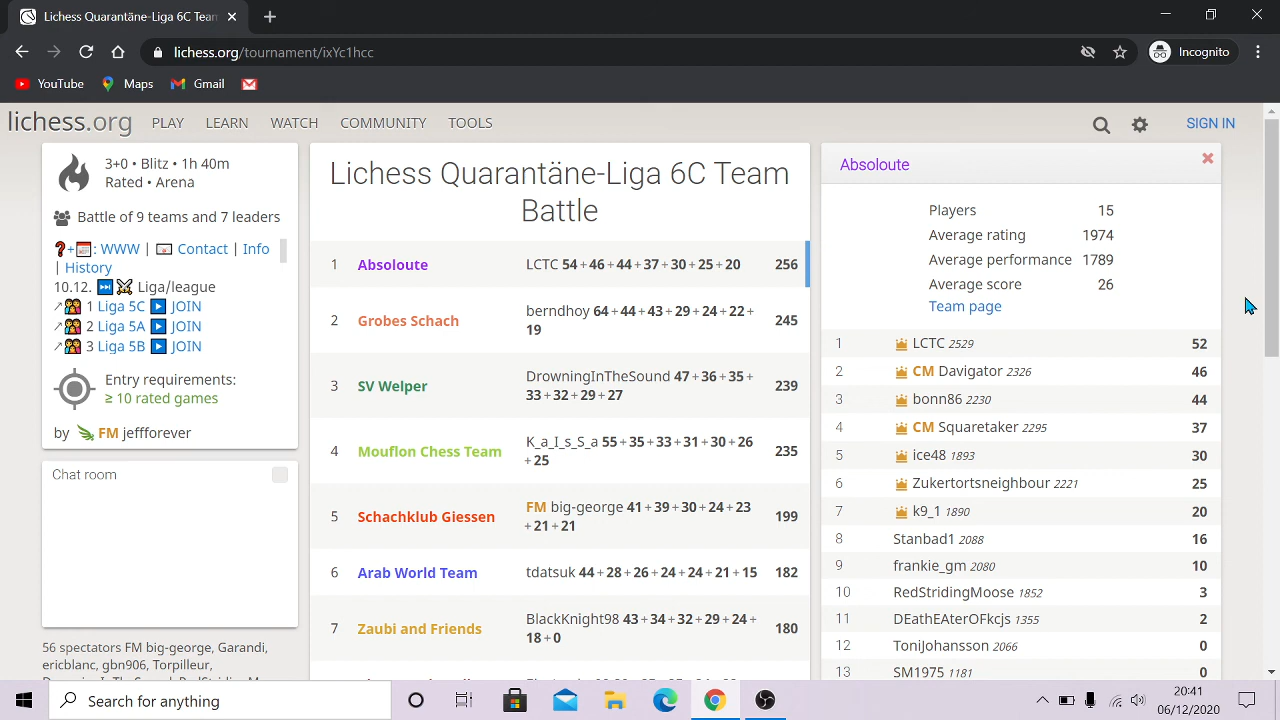 Lichess Quarantäne-Liga 6C Team
lichess.org/tournament/ixYc1hcc
Incognito
YouTube
Maps
Gmail
lichess.org
PLAY
LEARN
WATCH
COMMUNITY
TOOLS
SIGN IN
3+0 • Blitz • 1h 40m
Rated • Arena
Battle of 9 teams and 7 leaders
: WWW | Contact | Info
| History
10.12. Liga/league
1 Liga 5C JOIN
2 Liga 5A JOIN
3 Liga 5B JOIN
Entry requirements:
≥ 10 rated games
by FM jeffforever
Chat room
56 spectators FM big-george, Garandi,
ericblanc, gbn906, Torpilleur,
Lichess Quarantäne-Liga 6C Team
Battle
1 Absoloute LCTC 54+46+44+37+30+25+20 256
2 Grobes Schach berndhoy 64+44+43+29+24+22+
19 245
3 SV Welper DrowningInTheSound 47+36+35+
33+32+29+27 239
4 Mouflon Chess Team K_a_I_s_S_a 55+35+33+31+30+26
+25 235
5 Schachklub Giessen FM big-george 41+39+30+24+23
+21+21 199
6 Arab World Team tdatsuk 44+28+26+24+24+21+15 182
7 Zaubi and Friends BlackKnight98 43+34+32+29+24+
18+0 180
Absoloute
Players 15
Average rating 1974
Average performance 1789
Average score 26
Team page
1 LCTC 2529 52
2 CM Davigator 2326 46
3 bonn86 2230 44
4 CM Squaretaker 2295 37
5 ice48 1893 30
6 Zukertortsneighbour 2221 25
7 k9_1 1890 20
8 Stanbad1 2088 16
9 frankie_gm 2080 10
10 RedStridingMoose 1852 3
11 DEathEAterOFkcjs 1355 2
12 ToniJohansson 2066 0
13 SM1975 1181 0
Search for anything
20:41
06/12/2020